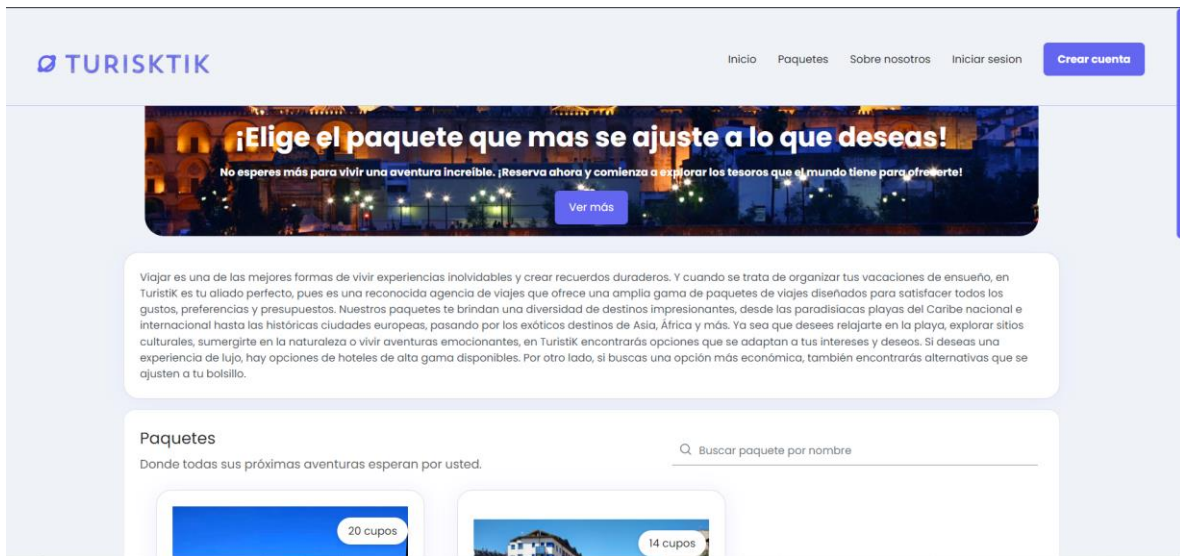 TURISKTIK
Inicio Paquetes Sobre nosotros Iniciar sesion Crear cuenta
¡Elige el paquete que mas se ajuste a lo que deseas!
No esperes más para vivir una aventura increíble. ¡Reserva ahora y comienza a explorar los tesoros que el mundo tiene para ofrecerte!
Ver más
Viajar es una de las mejores formas de vivir experiencias inolvidables y crear recuerdos duraderos. Y cuando se trata de organizar tus vacaciones de ensueño, en
TuristiK es tu aliado perfecto, pues es una reconocida agencia de viajes que ofrece una amplia gama de paquetes de viajes diseñados para satisfacer todos los
gustos, preferencias y presupuestos. Nuestros paquetes te brindan una diversidad de destinos impresionantes, desde las paradisíacas playas del Caribe nacional e
internacional hasta las históricas ciudades europeas, pasando por los exóticos destinos de Asia, África y más. Ya sea que desees relajarte en la playa, explorar sitios
culturales, sumergirte en la naturaleza o vivir aventuras emocionantes, en TuristiK encontrarás opciones que se adaptan a tus intereses y deseos. Si deseas una
experiencia de lujo, hay opciones de hoteles de alta gama disponibles. Por otro lado, si buscas una opción más económica, también encontrarás alternativas que se
ajusten a tu bolsillo.
Paquetes
Donde todas sus próximas aventuras esperan por usted.
Buscar paquete por nombre
20 cupos
14 cupos